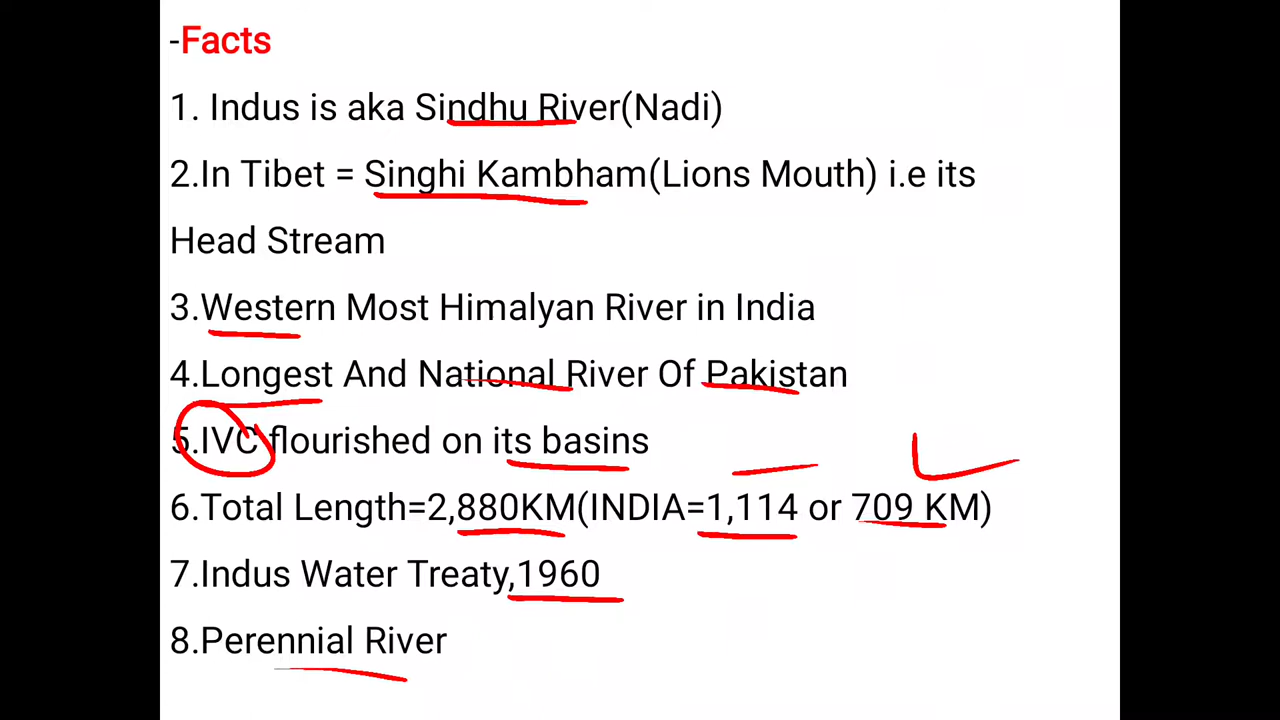 -Facts
1. Indus is aka Sindhu River(Nadi)
2.In Tibet = Singhi Kambham(Lions Mouth) i.e its
Head Stream
3.Western Most Himalyan River in India
4.Longest And National River Of Pakistan
5.IVC flourished on its basins
6.Total Length=2,880KM(INDIA=1,114 or 709 KM)
7.Indus Water Treaty,1960
8.Perennial River